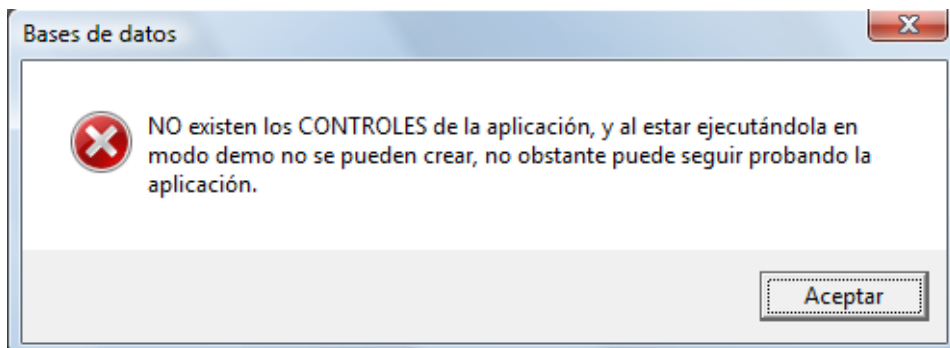 Bases de datos
NO existen los CONTROLES de la aplicación, y al estar ejecutándola en
modo demo no se pueden crear, no obstante puede seguir probando la
aplicación.
Aceptar